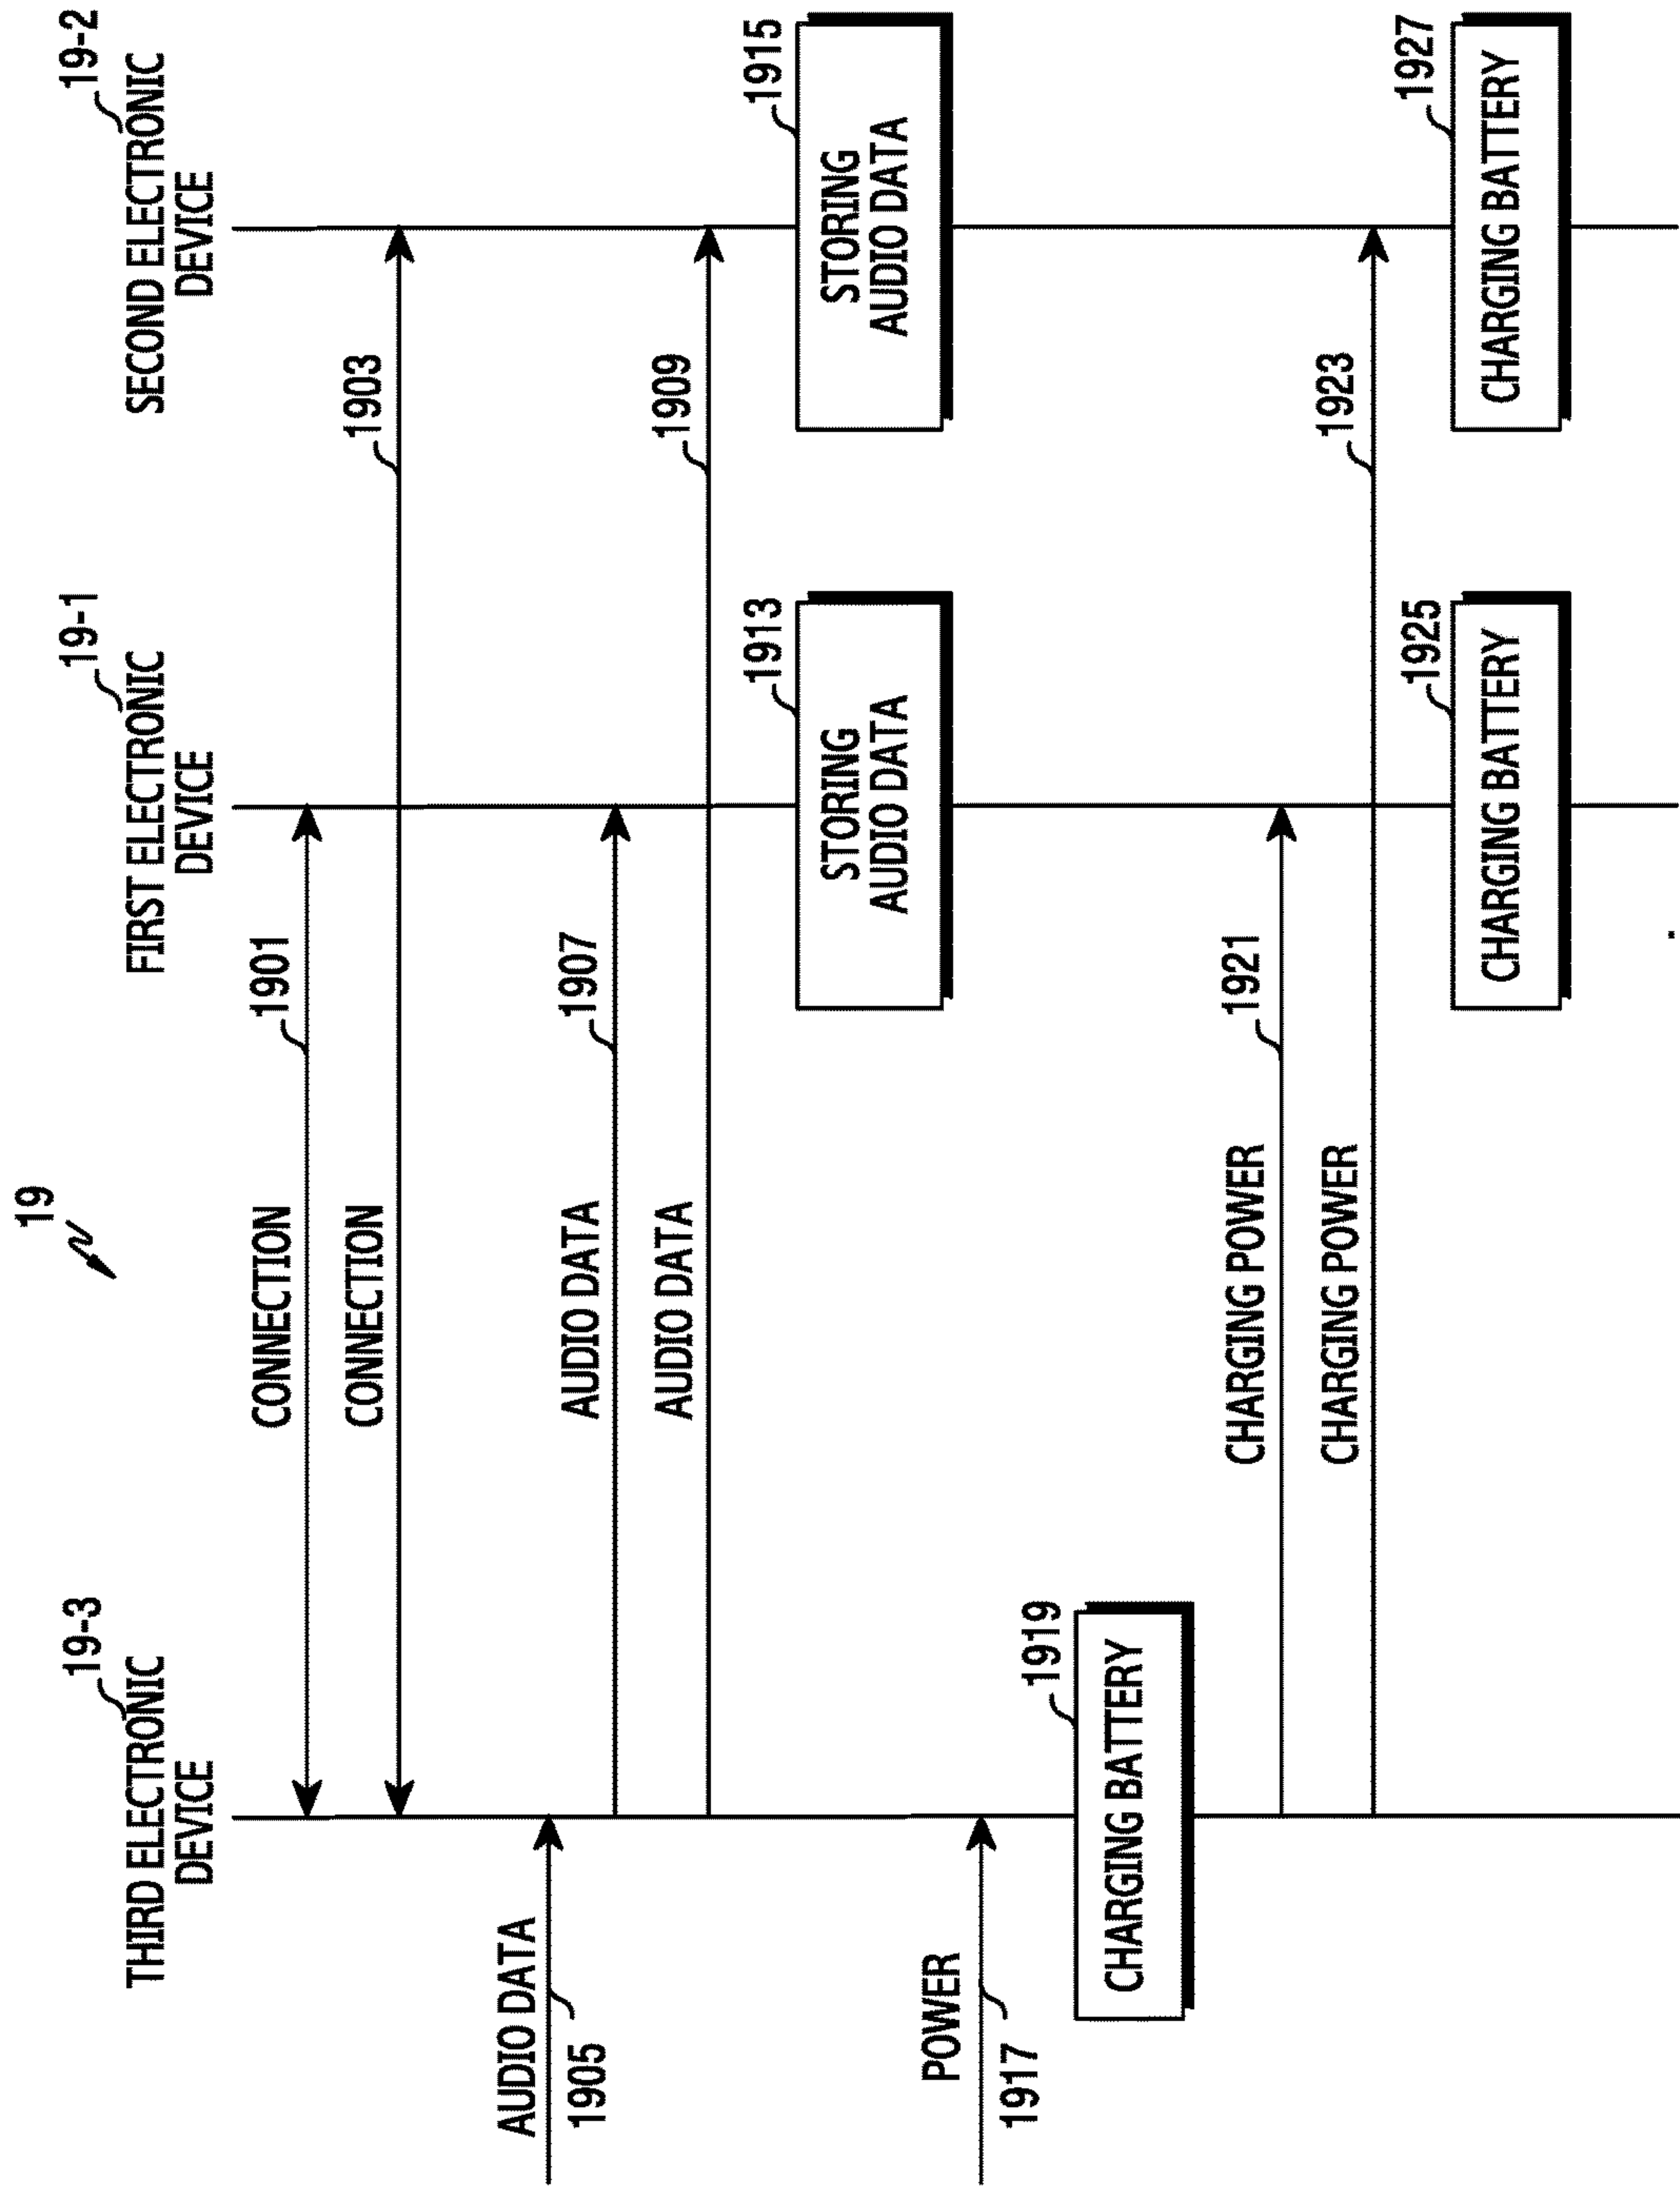 19
19-3
THIRD ELECTRONIC
DEVICE
19-1
FIRST ELECTRONIC
DEVICE
19-2
SECOND ELECTRONIC
DEVICE
CONNECTION
1901
CONNECTION
1903
AUDIO DATA
1905
AUDIO DATA
1907
AUDIO DATA
1909
1913
STORING
AUDIO DATA
1915
STORING
AUDIO DATA
POWER
1917
1919
CHARGING BATTERY
CHARGING POWER
1921
CHARGING POWER
1923
1925
CHARGING BATTERY
1927
CHARGING BATTERY